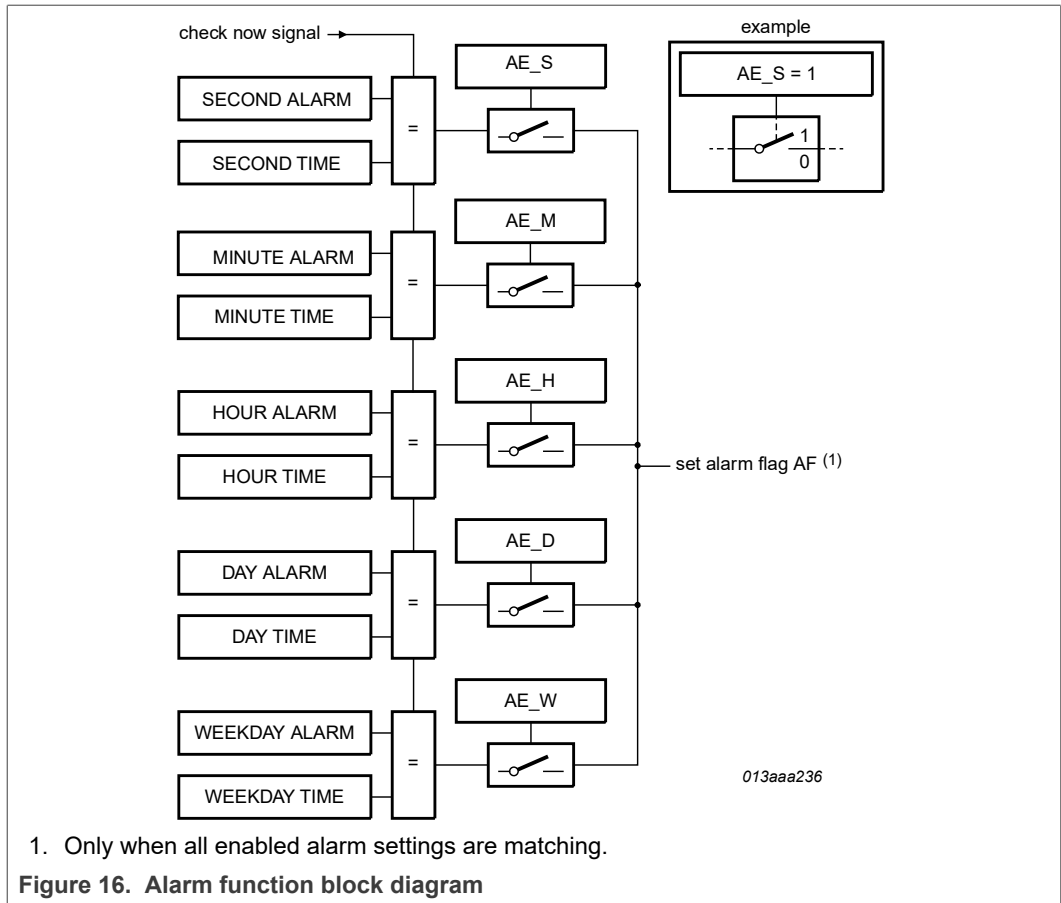 check now signal
example
SECOND ALARM
SECOND TIME
=
AE_S
AE_S = 1
1
0
MINUTE ALARM
MINUTE TIME
=
AE_M
HOUR ALARM
HOUR TIME
=
AE_H
set alarm flag AF (1)
DAY ALARM
DAY TIME
=
AE_D
WEEKDAY ALARM
WEEKDAY TIME
=
AE_W
013aaa236
1. Only when all enabled alarm settings are matching.
Figure 16. Alarm function block diagram